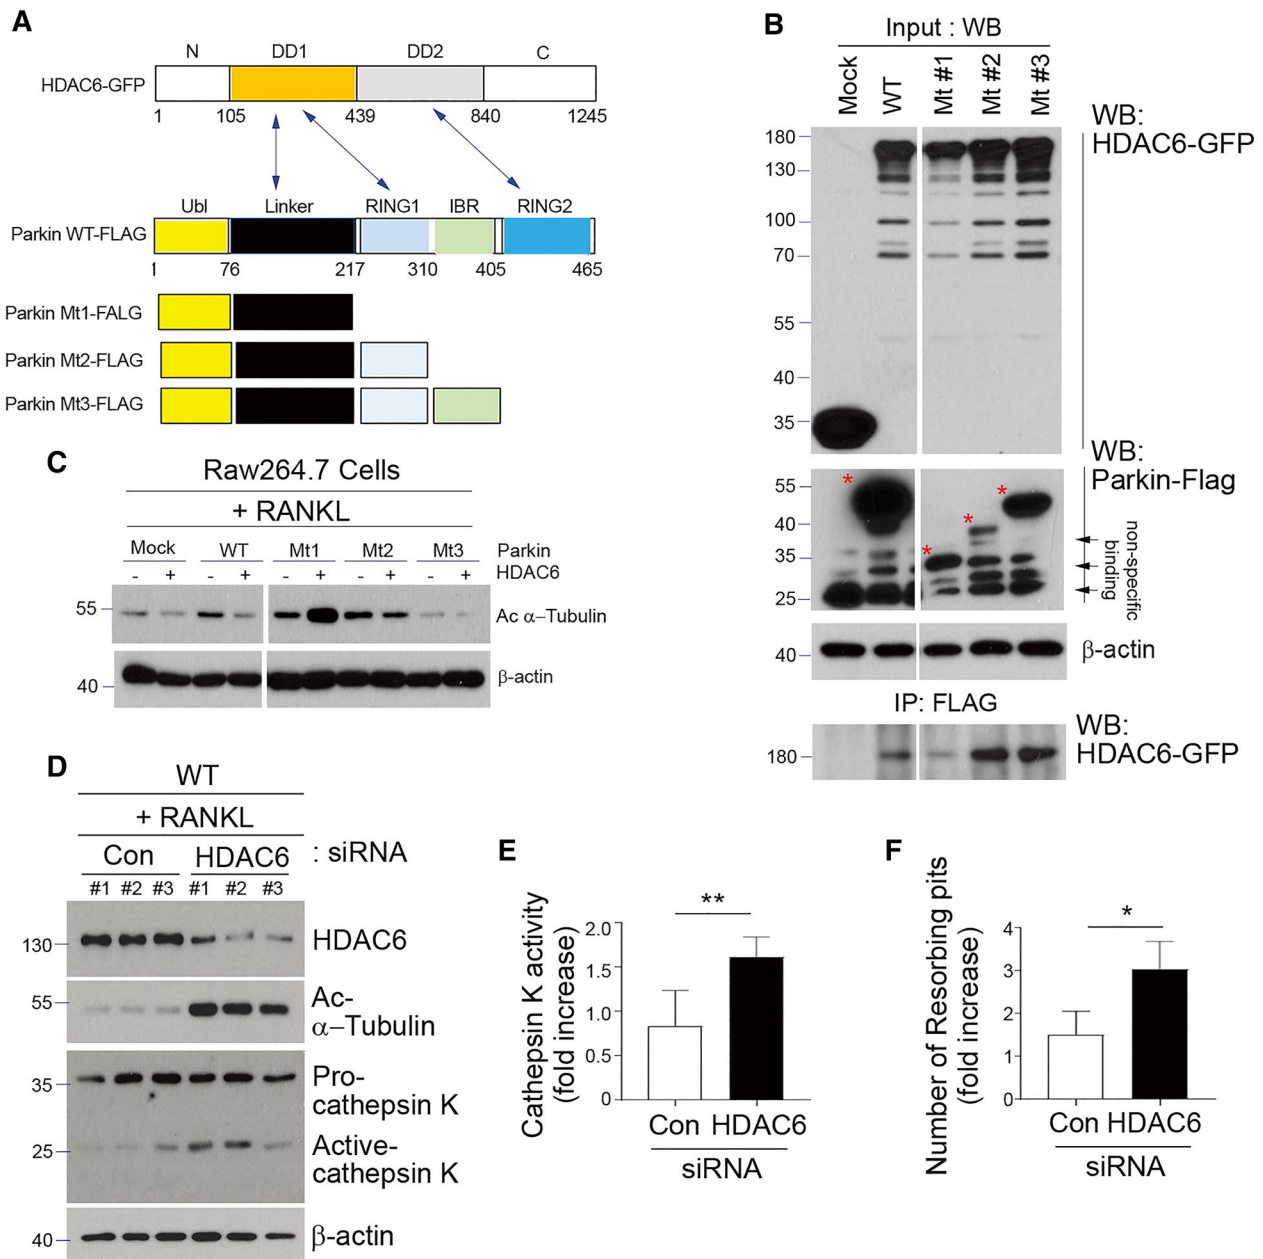 A
N DD1 DD2 C
HDAC6-GFP
1 105 439 840 1245
Ubl Linker RING1 IBR RING2
Parkin WT-FLAG
1 76 217 310 405 465
Parkin Mt1-FALG
Parkin Mt2-FLAG
Parkin Mt3-FLAG
B
Input : WB
Mock WT Mt #1 Mt #2 Mt #3
WB:
HDAC6-GFP
180
130
100
70
55
40
35
WB:
Parkin-Flag
55
40
35
25
* * * *
non-specific
binding
40
β-actin
IP: FLAG
WB:
HDAC6-GFP
180
C
Raw264.7 Cells
+ RANKL
Mock WT Mt1 Mt2 Mt3 Parkin
- + - + - + - + - + HDAC6
55 Ac α–Tubulin
40 β-actin
D
WT
+ RANKL
Con HDAC6 : siRNA
#1 #2 #3 #1 #2 #3
130 HDAC6
55 Ac-
α–Tubulin
35 Pro-
cathepsin K
25 Active-
cathepsin K
40 β-actin
E
Cathepsin K activity
(fold increase)
**
2.0
1.5
1.0
0.5
0
Con HDAC6
siRNA
F
Number of Resorbing pits
(fold increase)
*
4
3
2
1
0
Con HDAC6
siRNA